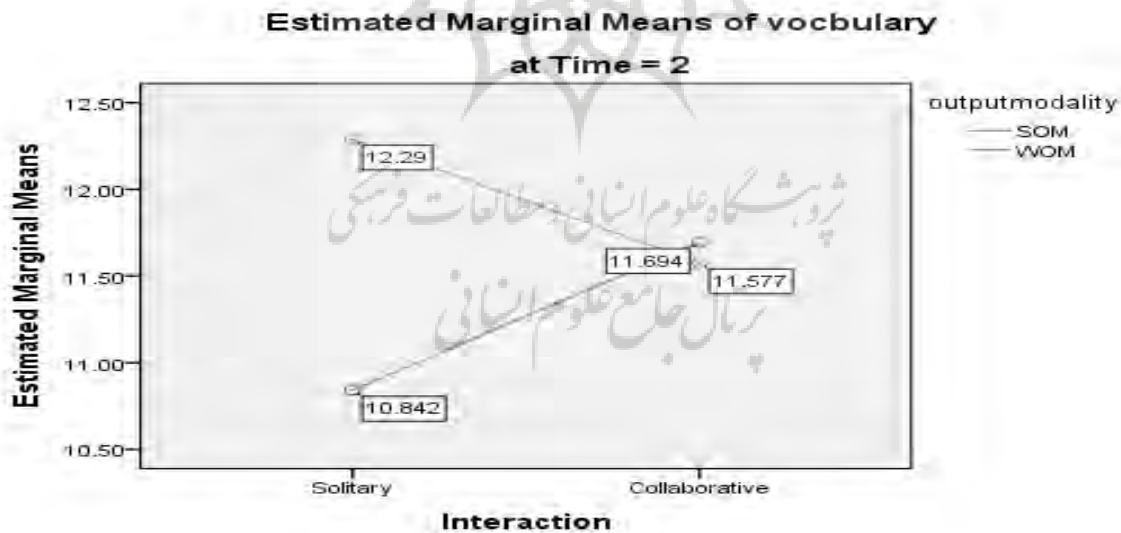 Estimated Marginal Means of vocbulary
at Time = 2
outputmodality
SOM
WOM
Estimated Marginal Means
12.50
12.00
11.50
11.00
10.50
12.29
11.694
11.577
10.842
پژوهشگاه علوم انسانی و مطالعات فرهنگی
پرتال جامع علوم انسانی
Solitary
Collaborative
Interaction